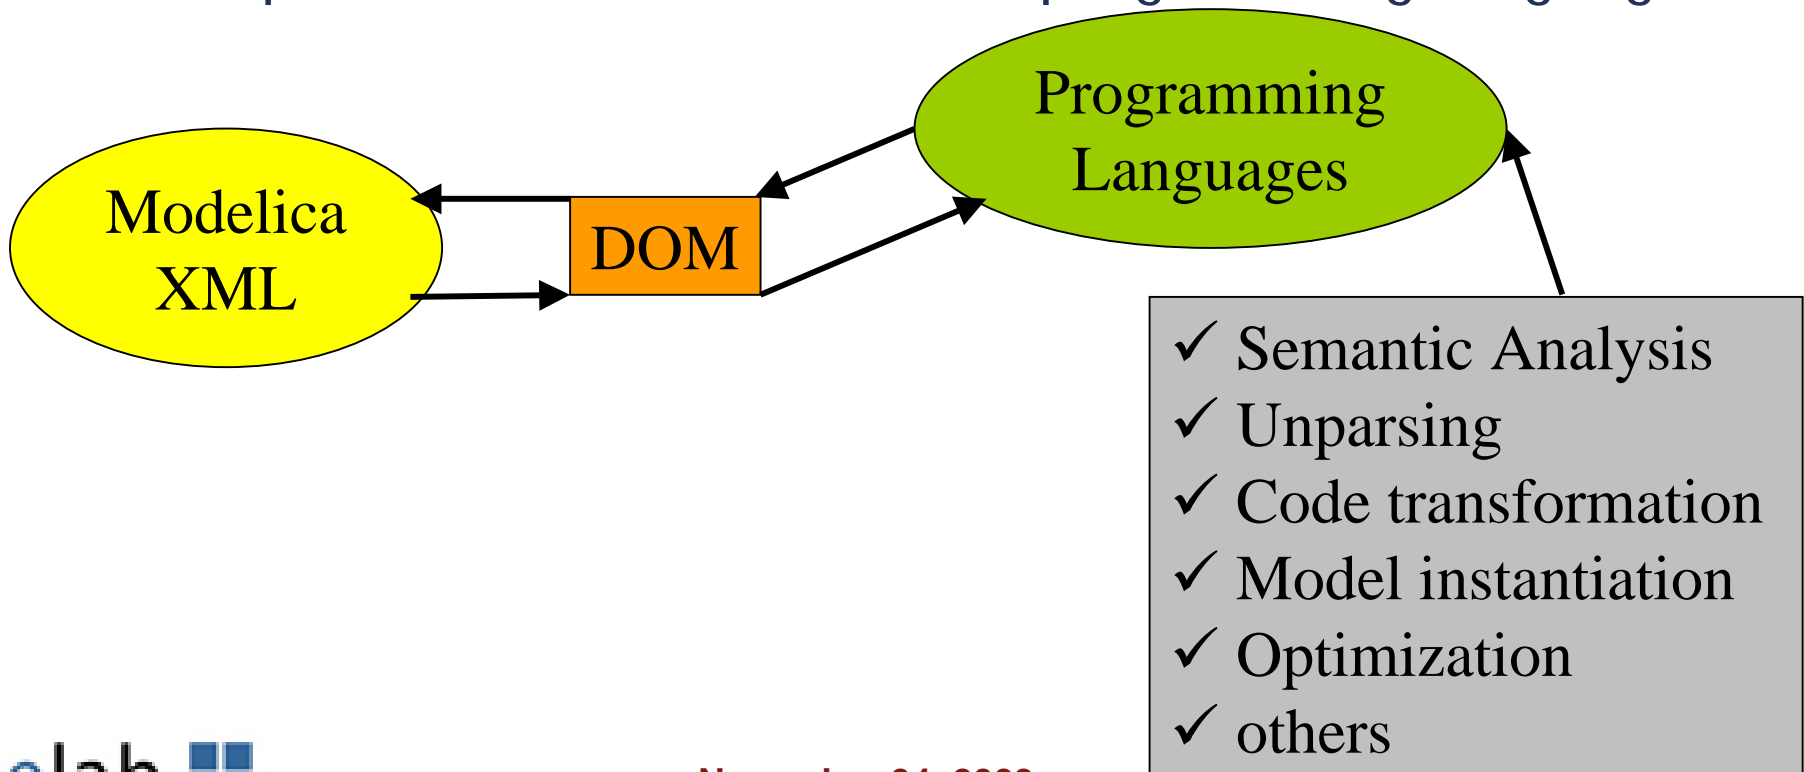 Modelica
XML
DOM
Programming
Languages
✓ Semantic Analysis
✓ Unparsing
✓ Code transformation
✓ Model instantiation
✓ Optimization
✓ others